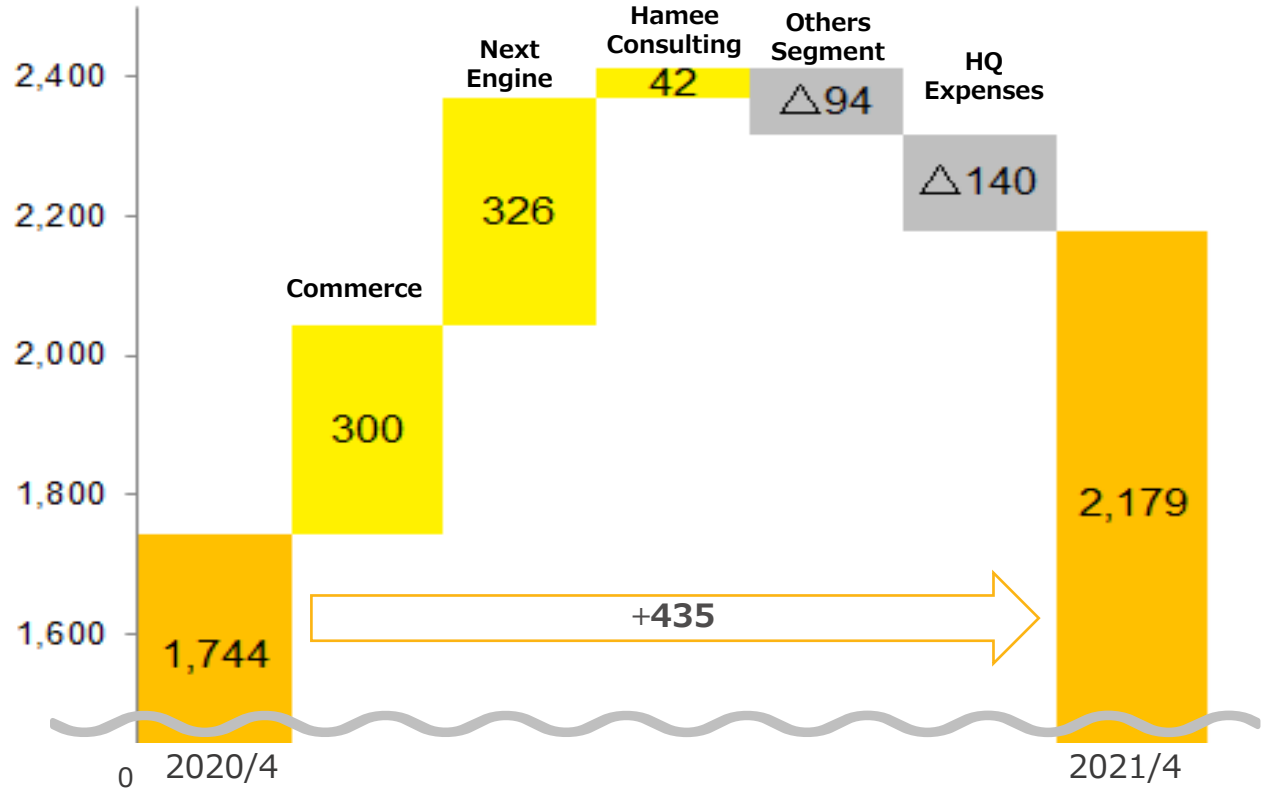 Hamee
Consulting
Others
Segment
Next
Engine
HQ
Expenses
2,400
42
△94
△140
2,200
326
Commerce
2,000
300
1,800
2,179
1,600
+435
1,744
0
2020/4
2021/4